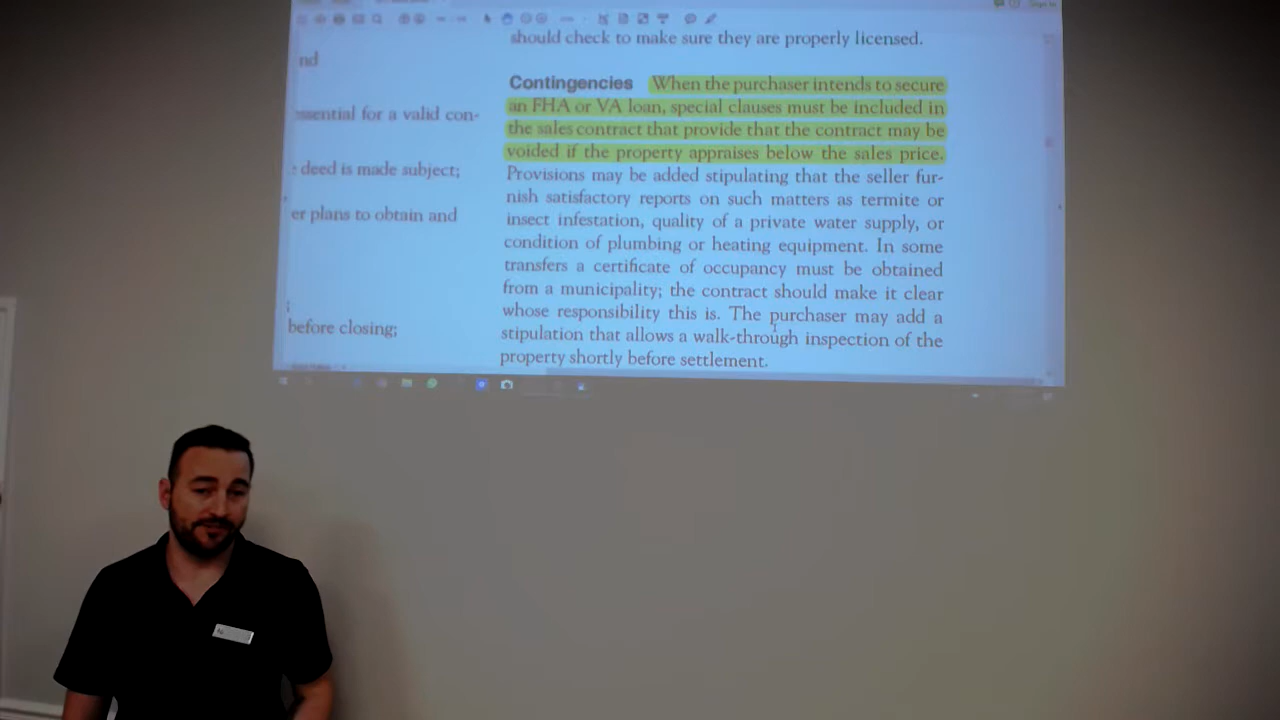 should check to make sure they are properly licensed.
nd
Contingencies When the purchaser intends to secure
an FHA or VA loan, special clauses must be included in
the sales contract that provide that the contract may be
voided if the property appraises below the sales price.
Provisions may be added stipulating that the seller fur-
nish satisfactory reports on such matters as termite or
insect infestation, quality of a private water supply, or
condition of plumbing or heating equipment. In some
transfers a certificate of occupancy must be obtained
from a municipality; the contract should make it clear
whose responsibility this is. The purchaser may add a
stipulation that allows a walk-through inspection of the
property shortly before settlement.
essential for a valid con-
deed is made subject;
er plans to obtain and
;
before closing;
Sign In